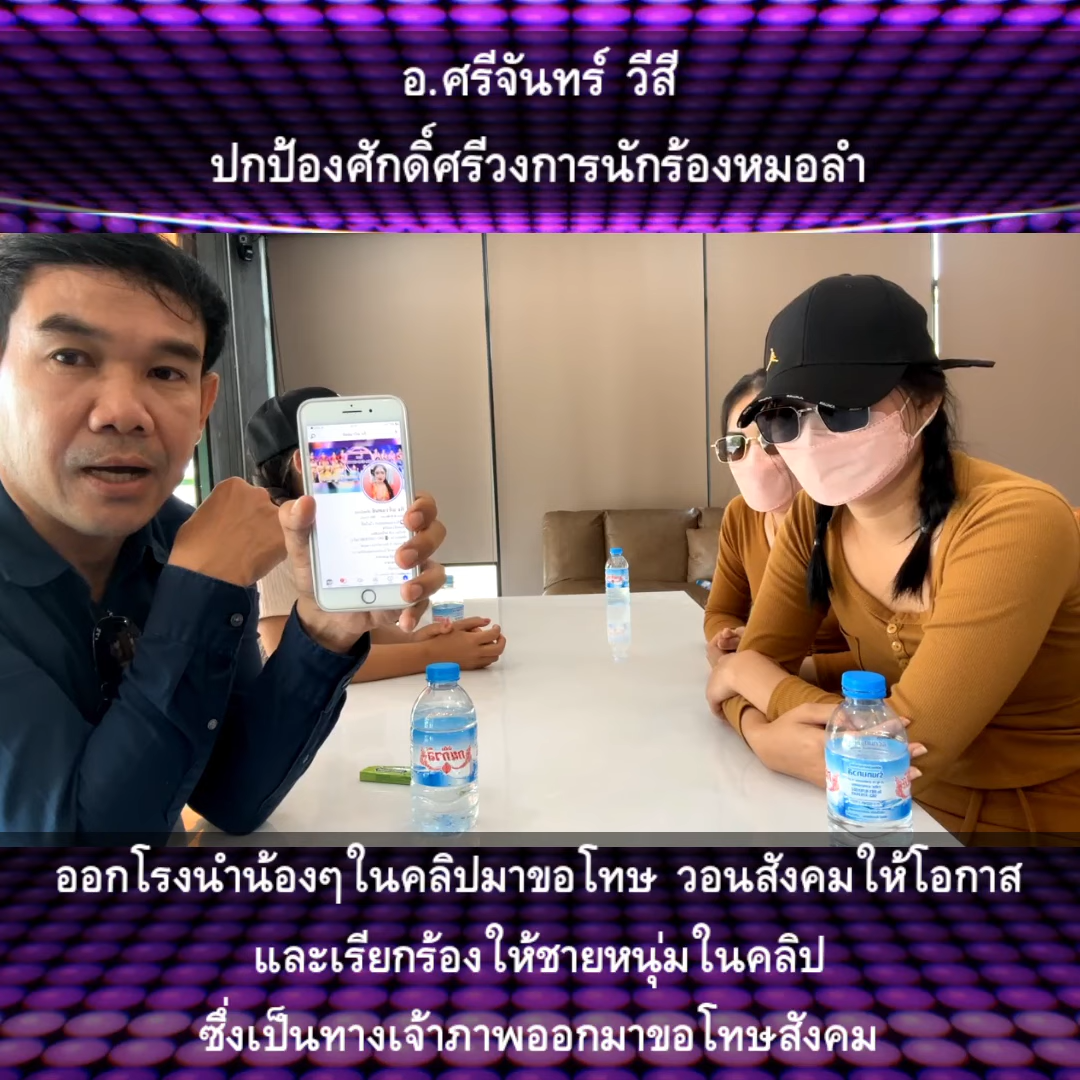 อ.ศรีจันทร์ วีสี
ปกป้องศักดิ์ศรีวงการนักร้องหมอลำ
ออกโรงนำน้องๆในคลิปมาขอโทษ วอนสังคมให้โอกาส
และเรียกร้องให้ชายหนุ่มในคลิป
ซึ่งเป็นทางเจ้าภาพออกมาขอโทษสังคม